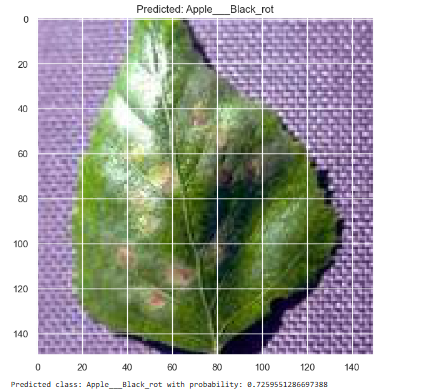 Predicted: Apple___Black_rot
0
20
40
60
80
100
120
140
0 20 40 60 80 100 120 140
Predicted class: Apple___Black_rot with probability: 0.7259551286697388